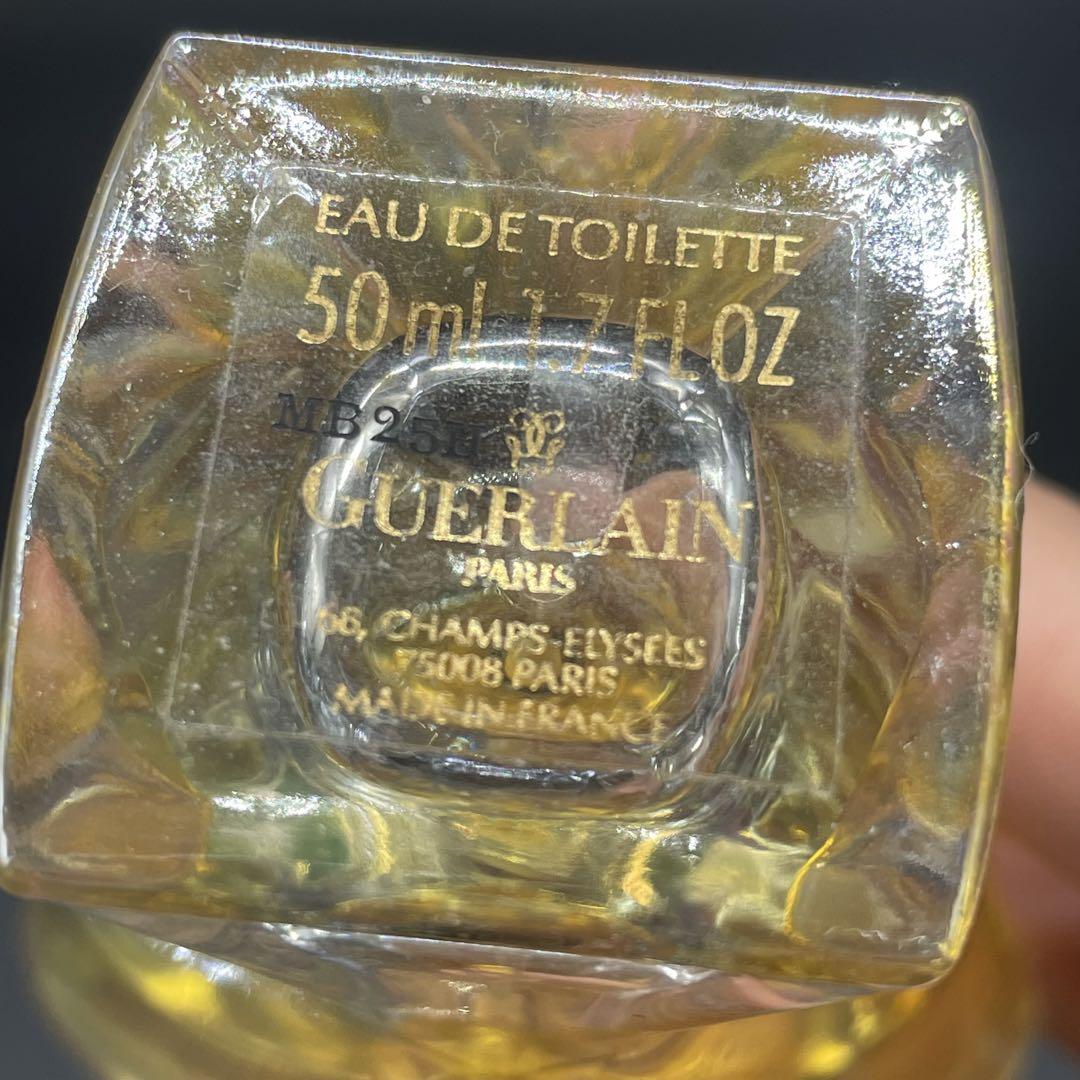 EAU DE TOILETTE
50 ml 1.7 FL OZ
GUERLAIN
PARIS
68, CHAMPS-ELYSEES
75008 PARIS
MADE IN FRANCE